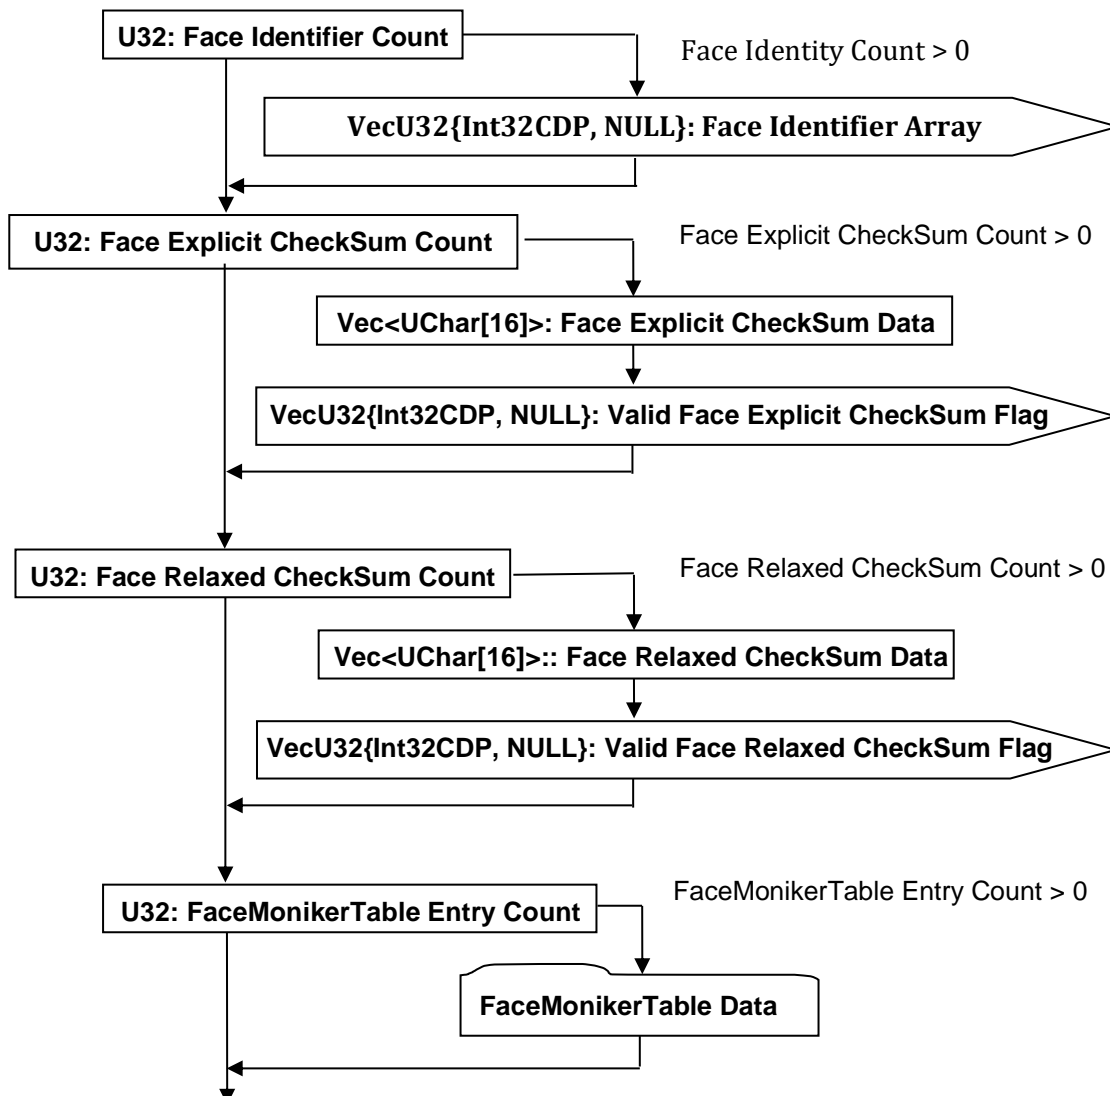 U32: Face Identifier Count
Face Identity Count > 0
VecU32{Int32CDP, NULL}: Face Identifier Array
U32: Face Explicit CheckSum Count
Face Explicit CheckSum Count > 0
Vec<UChar[16]>: Face Explicit CheckSum Data
VecU32{Int32CDP, NULL}: Valid Face Explicit CheckSum Flag
U32: Face Relaxed CheckSum Count
Face Relaxed CheckSum Count > 0
Vec<UChar[16]>:: Face Relaxed CheckSum Data
VecU32{Int32CDP, NULL}: Valid Face Relaxed CheckSum Flag
U32: FaceMonikerTable Entry Count
FaceMonikerTable Entry Count > 0
FaceMonikerTable Data